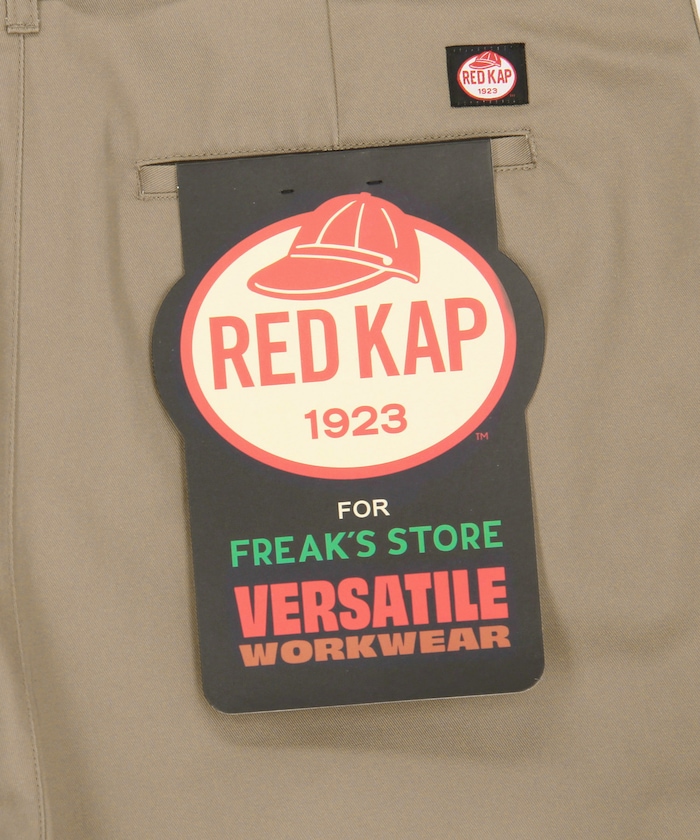 RED KAP
1923
RED KAP
1923
TM
FOR
FREAK'S STORE
VERSATILE
WORKWEAR